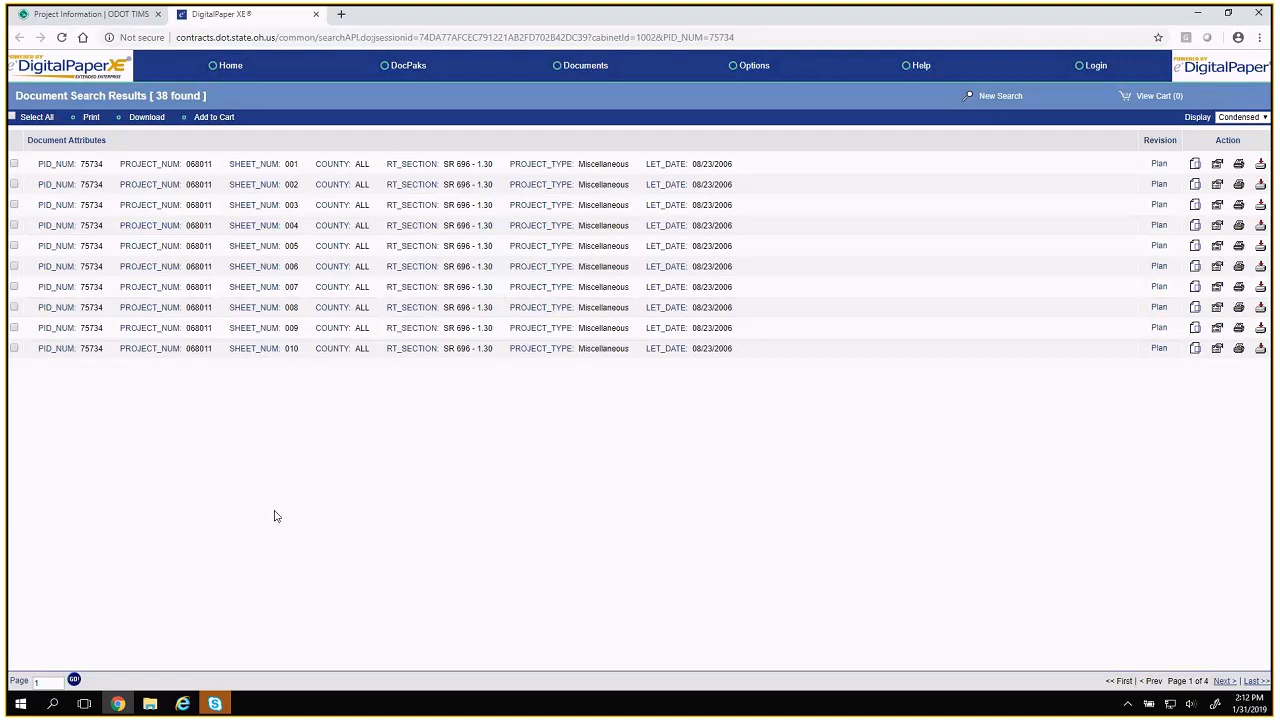 Project Information | ODOT TIMS
DigitalPaper XE®
Not secure | contracts.dot.state.oh.us/common/searchAPI.do;jsessionid=74DA77AFCEC791221AB2FD702B42DC39?cabinetId=1002&PID_NUM=75734
POWERED BY
eDigitalPaperXE
EXTENDED ENTERPRISE
Home
DocPaks
Documents
Options
Help
Login
POWERED BY
eDigitalPaper
Document Search Results [ 38 found ]
New Search
View Cart (0)
Select All
Print
Download
Add to Cart
Display Condensed
Document Attributes Revision Action
PID_NUM: 75734 PROJECT_NUM: 068011 SHEET_NUM: 001 COUNTY: ALL RT_SECTION: SR 696 - 1.30 PROJECT_TYPE: Miscellaneous LET_DATE: 08/23/2006 Plan
PID_NUM: 75734 PROJECT_NUM: 068011 SHEET_NUM: 002 COUNTY: ALL RT_SECTION: SR 696 - 1.30 PROJECT_TYPE: Miscellaneous LET_DATE: 08/23/2006 Plan
PID_NUM: 75734 PROJECT_NUM: 068011 SHEET_NUM: 003 COUNTY: ALL RT_SECTION: SR 696 - 1.30 PROJECT_TYPE: Miscellaneous LET_DATE: 08/23/2006 Plan
PID_NUM: 75734 PROJECT_NUM: 068011 SHEET_NUM: 004 COUNTY: ALL RT_SECTION: SR 696 - 1.30 PROJECT_TYPE: Miscellaneous LET_DATE: 08/23/2006 Plan
PID_NUM: 75734 PROJECT_NUM: 068011 SHEET_NUM: 005 COUNTY: ALL RT_SECTION: SR 696 - 1.30 PROJECT_TYPE: Miscellaneous LET_DATE: 08/23/2006 Plan
PID_NUM: 75734 PROJECT_NUM: 068011 SHEET_NUM: 006 COUNTY: ALL RT_SECTION: SR 696 - 1.30 PROJECT_TYPE: Miscellaneous LET_DATE: 08/23/2006 Plan
PID_NUM: 75734 PROJECT_NUM: 068011 SHEET_NUM: 007 COUNTY: ALL RT_SECTION: SR 696 - 1.30 PROJECT_TYPE: Miscellaneous LET_DATE: 08/23/2006 Plan
PID_NUM: 75734 PROJECT_NUM: 068011 SHEET_NUM: 008 COUNTY: ALL RT_SECTION: SR 696 - 1.30 PROJECT_TYPE: Miscellaneous LET_DATE: 08/23/2006 Plan
PID_NUM: 75734 PROJECT_NUM: 068011 SHEET_NUM: 009 COUNTY: ALL RT_SECTION: SR 696 - 1.30 PROJECT_TYPE: Miscellaneous LET_DATE: 08/23/2006 Plan
PID_NUM: 75734 PROJECT_NUM: 068011 SHEET_NUM: 010 COUNTY: ALL RT_SECTION: SR 696 - 1.30 PROJECT_TYPE: Miscellaneous LET_DATE: 08/23/2006 Plan
Page 1 GO!
<< First | < Prev Page 1 of 4 Next > | Last >>
2:12 PM
1/31/2019